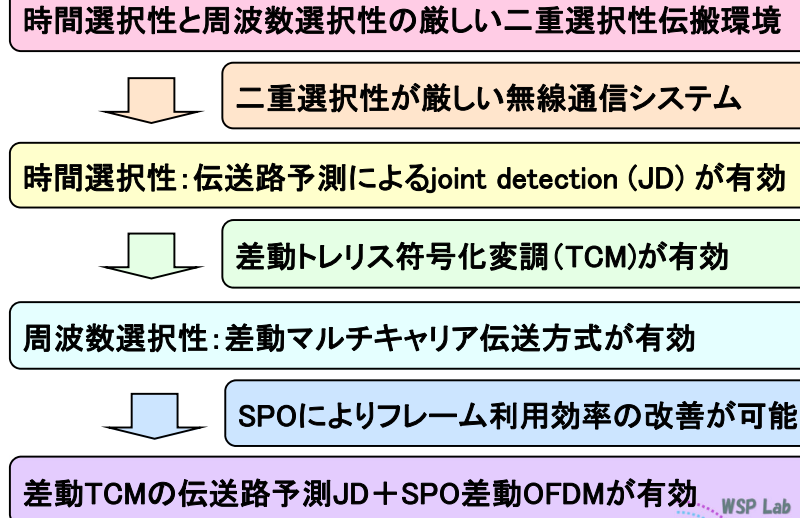 時間選択性と周波数選択性の厳しい二重選択性伝搬環境
二重選択性が厳しい無線通信システム
時間選択性：伝送路予測によるjoint detection (JD) が有効
差動トレリス符号化変調（TCM)が有効
周波数選択性：差動マルチキャリア伝送方式が有効
SPOによりフレーム利用効率の改善が可能
差動TCMの伝送路予測JD＋SPO差動OFDMが有効
WSP Lab